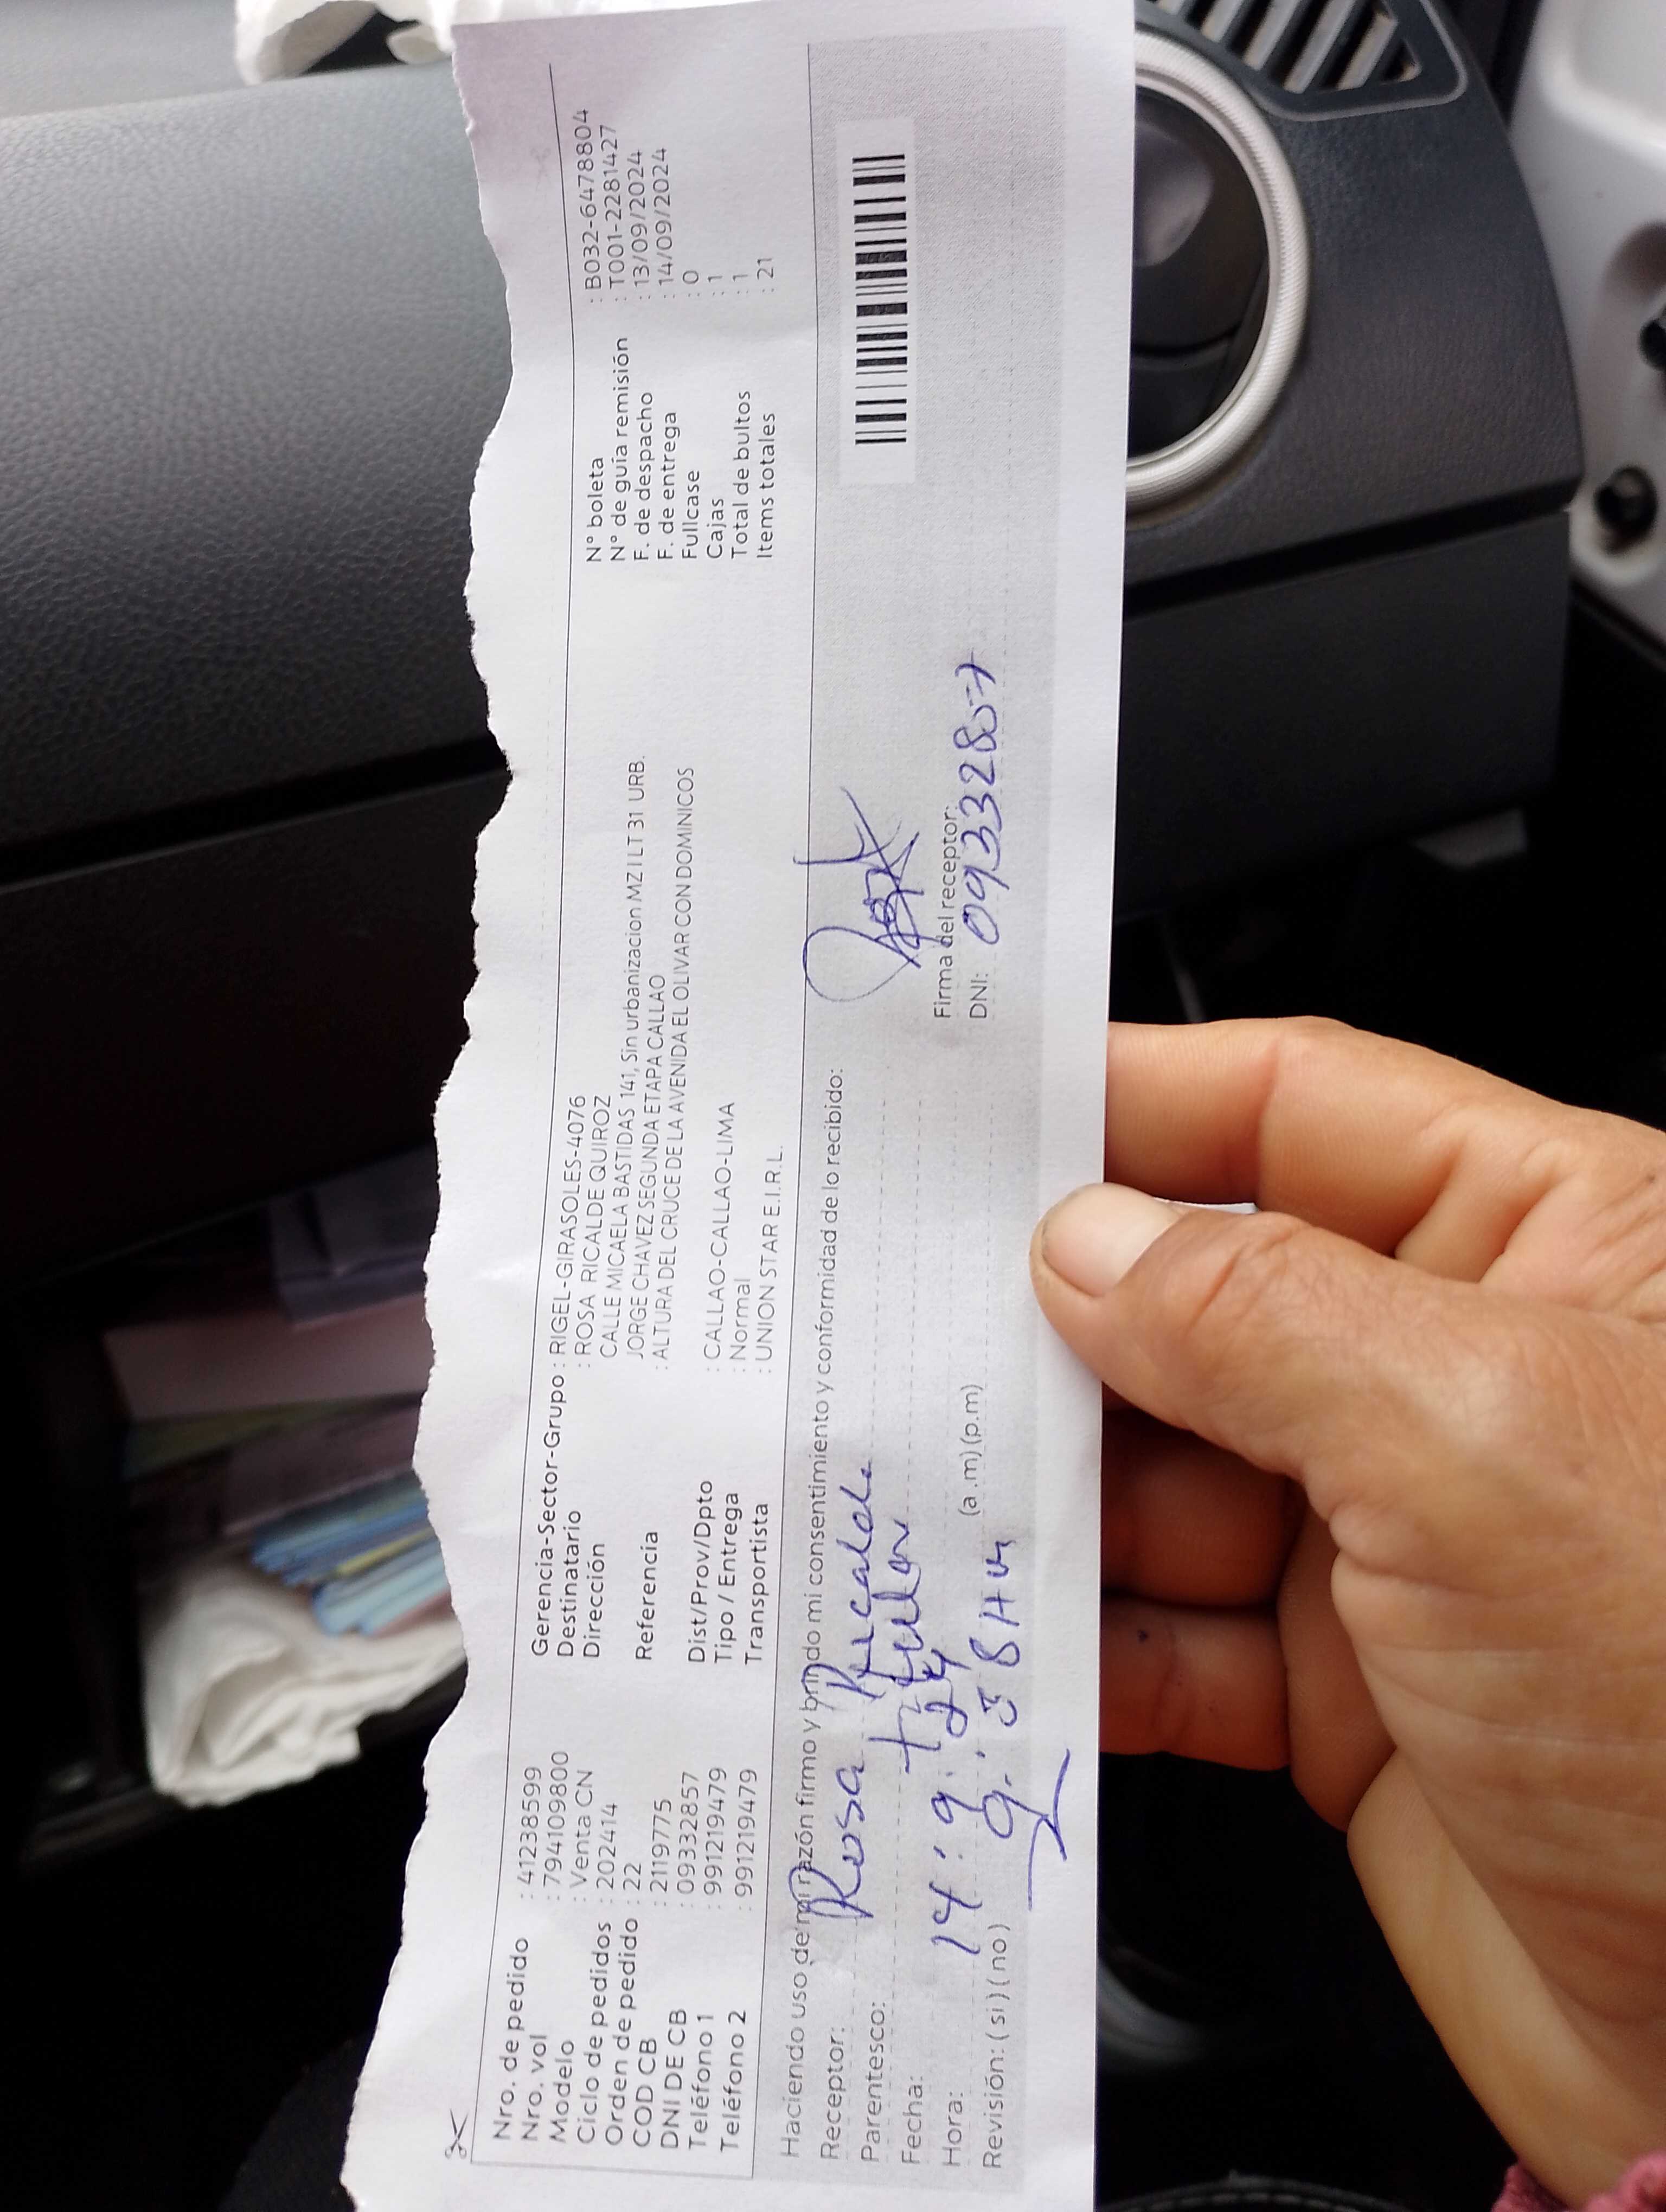 Nro. de pedido : 41238599
Nro. vol : 794109800
Modelo : Venta CN
Ciclo de pedidos : 202414
Orden de pedido : 22
COD CB : 2119775
DNI DE CB : 09332857
Teléfono 1 : 991219479
Teléfono 2 : 991219479
Gerencia-Sector-Grupo : RIGEL-GIRASOLES-4076
Destinatario : ROSA RICALDE QUIROZ
Dirección CALLE MICAELA BASTIDAS 141, Sin urbanizacion MZ I LT 31 URB.
JORGE CHAVEZ SEGUNDA ETAPA CALLAO
Referencia : ALTURA DEL CRUCE DE LA AVENIDA EL OLIVAR CON DOMINICOS
Dist/Prov/Dpto : CALLAO-CALLAO-LIMA
Tipo / Entrega : Normal
Transportista : UNION STAR E.I.R.L.
N° boleta : B032-6478804
N° de guía remisión : T001-2281427
F. de despacho : 13/09/2024
F. de entrega : 14/09/2024
Fullcase : 0
Cajas : 1
Total de bultos : 1
Items totales : 21
Haciendo uso de mi razón firmo y brindo mi consentimiento y conformidad de lo recibido:
Receptor: Rosa Ricalde
Parentesco: titular
Fecha: 14 . 9 . 24
Hora: (a.m) (p.m)
Revisión: (si) (no)
Firma del receptor:
DNI: 09332857